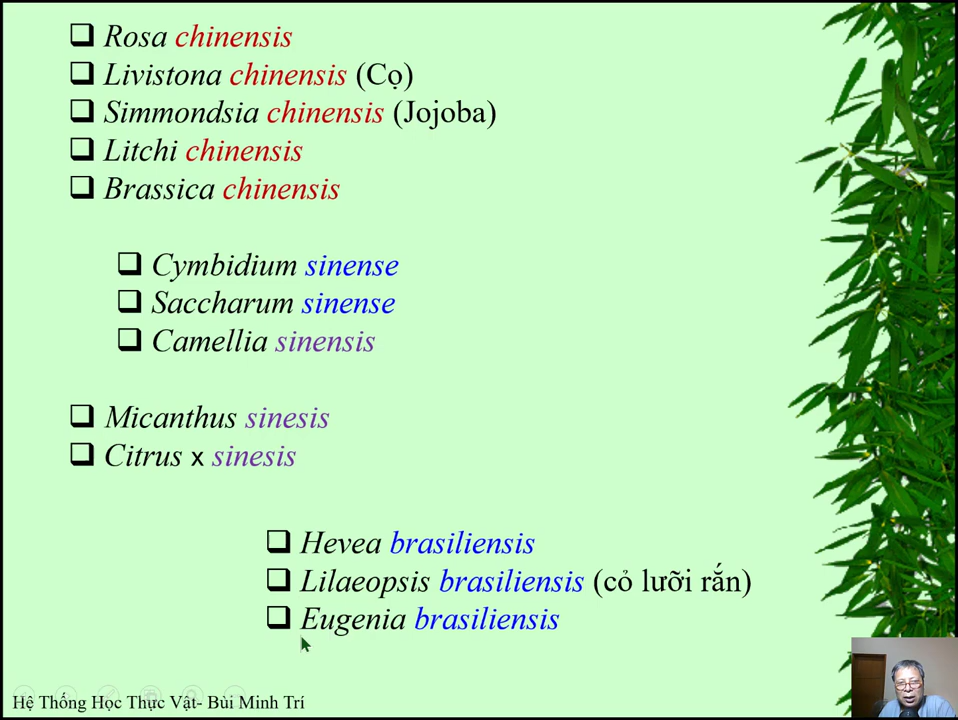 Rosa chinensis
Livistona chinensis (Cọ)
Simmondsia chinensis (Jojoba)
Litchi chinensis
Brassica chinensis
Cymbidium sinense
Saccharum sinense
Camellia sinensis
Micanthus sinesis
Citrus x sinesis
Hevea brasiliensis
Lilaeopsis brasiliensis (cỏ lưỡi rắn)
Eugenia brasiliensis
Hệ Thống Học Thực Vật- Bùi Minh Trí